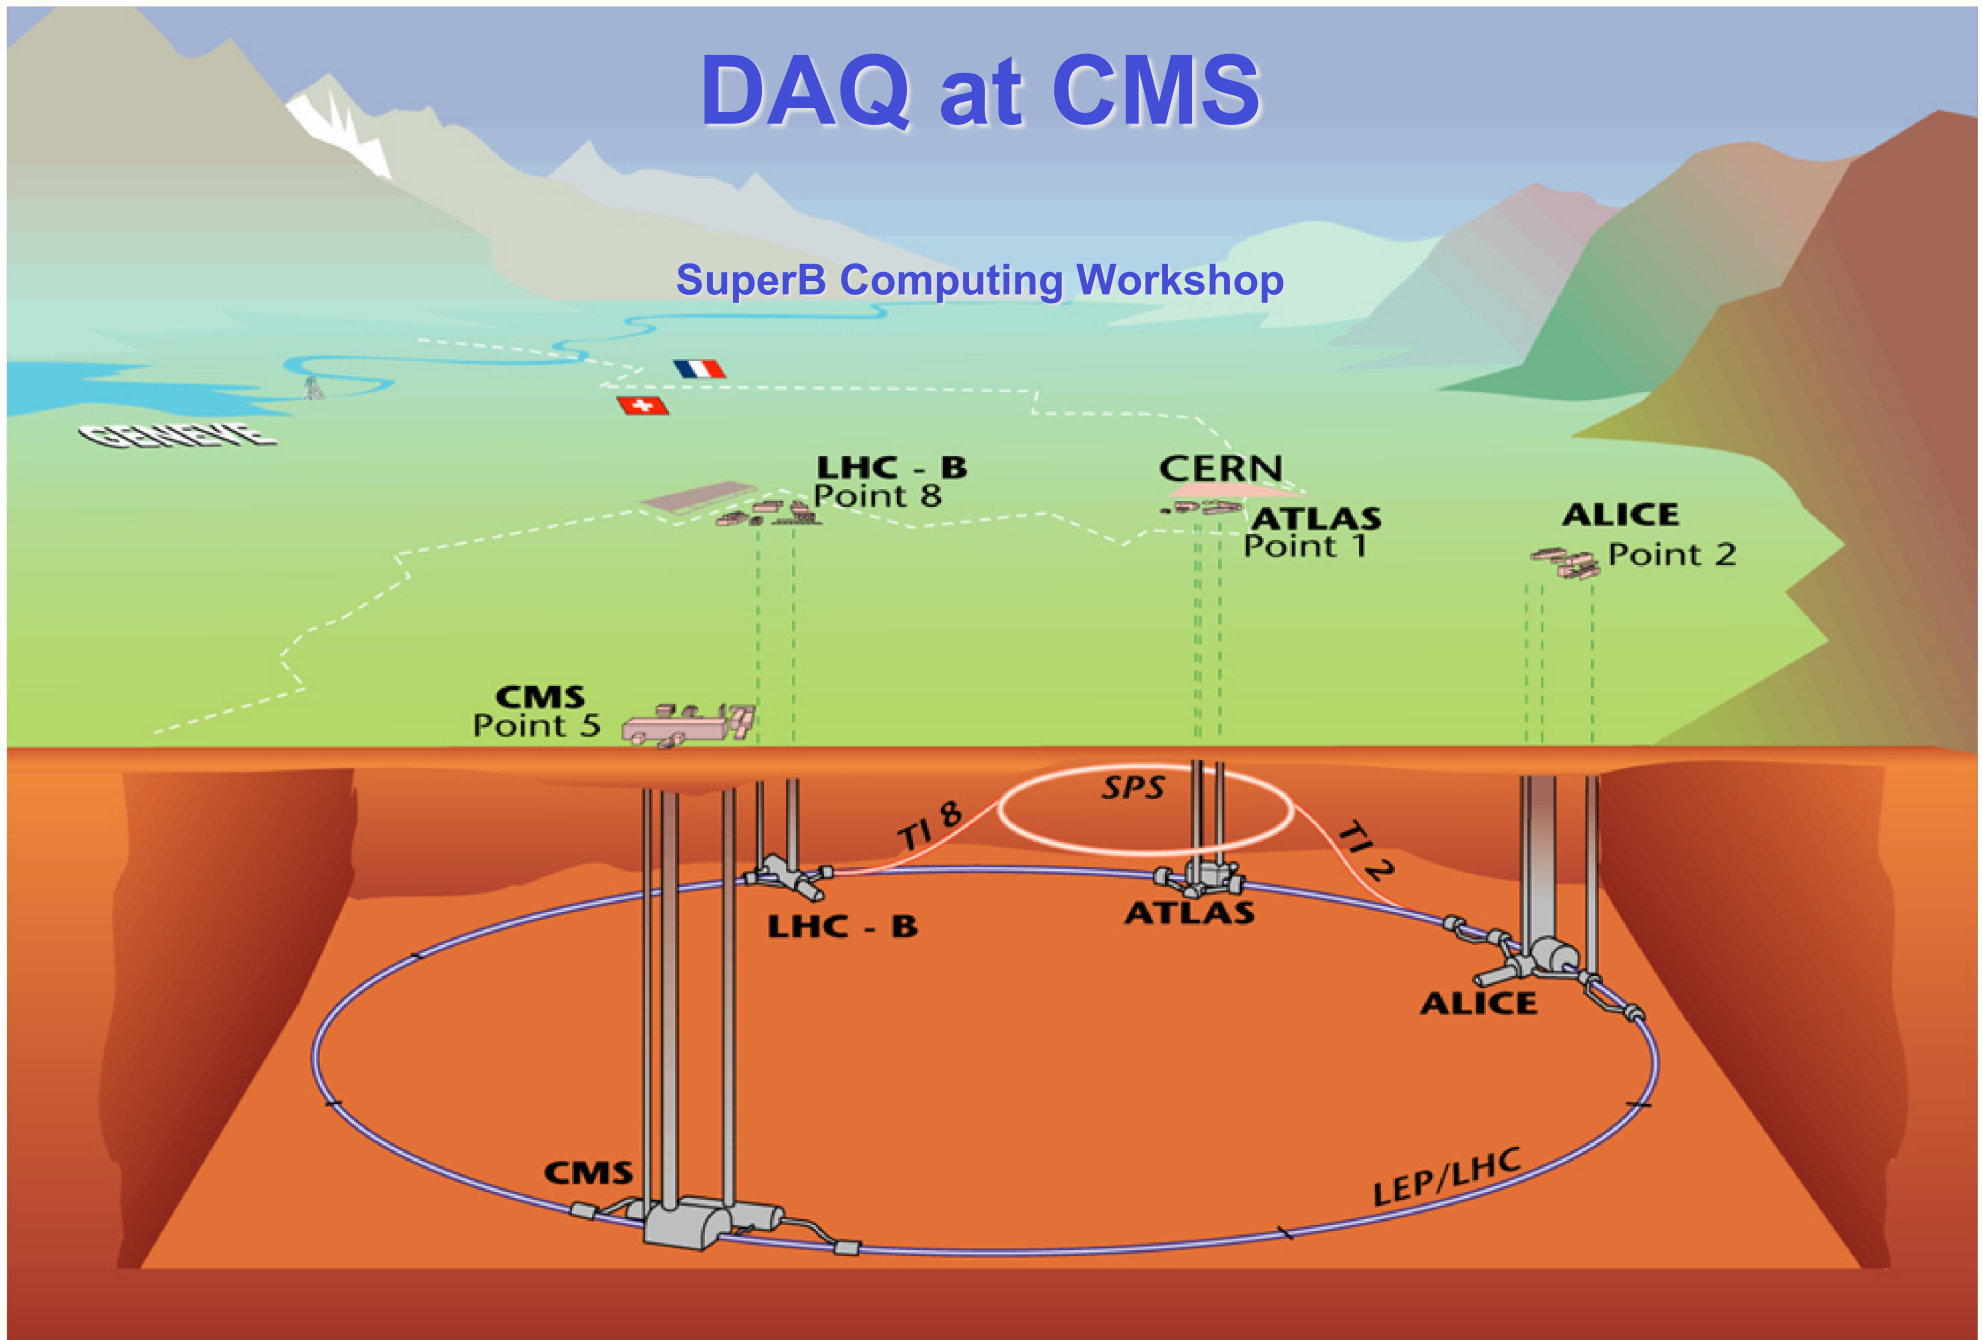 DAQ at CMS
SuperB Computing Workshop
GENEVE
LHC - B
Point 8
CERN
ATLAS
Point 1
ALICE
Point 2
CMS
Point 5
SPS
TI 8
TI 2
LHC - B
ATLAS
ALICE
CMS
LEP/LHC